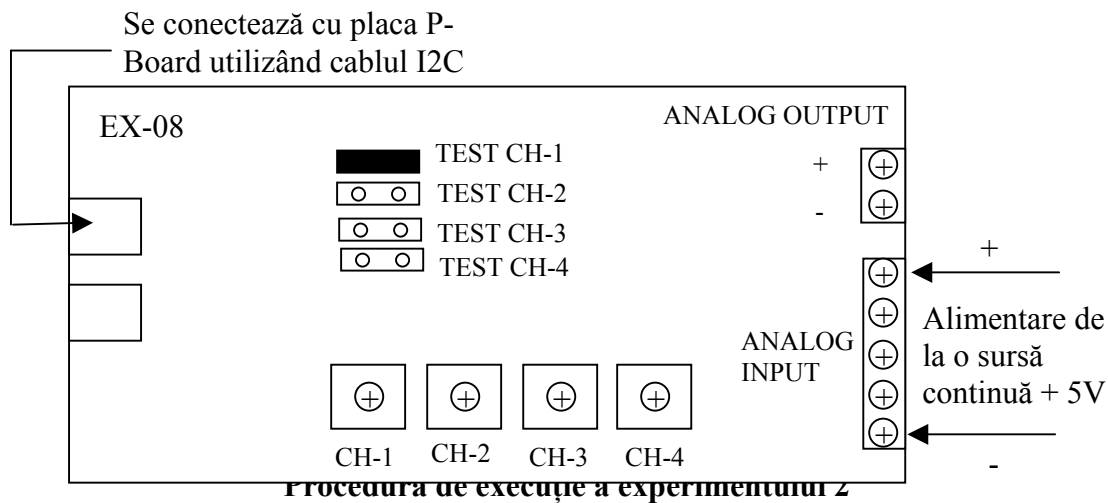 Se conectează cu placa P-
Board utilizând cablul I2C
EX-08
ANALOG OUTPUT
TEST CH-1
+
TEST CH-2
-
TEST CH-3
TEST CH-4
+
Alimentare de
la o sursă
continuă + 5V
ANALOG
INPUT
CH-1
CH-2
CH-3
CH-4
-
Procedura de execuție a experimentului 2